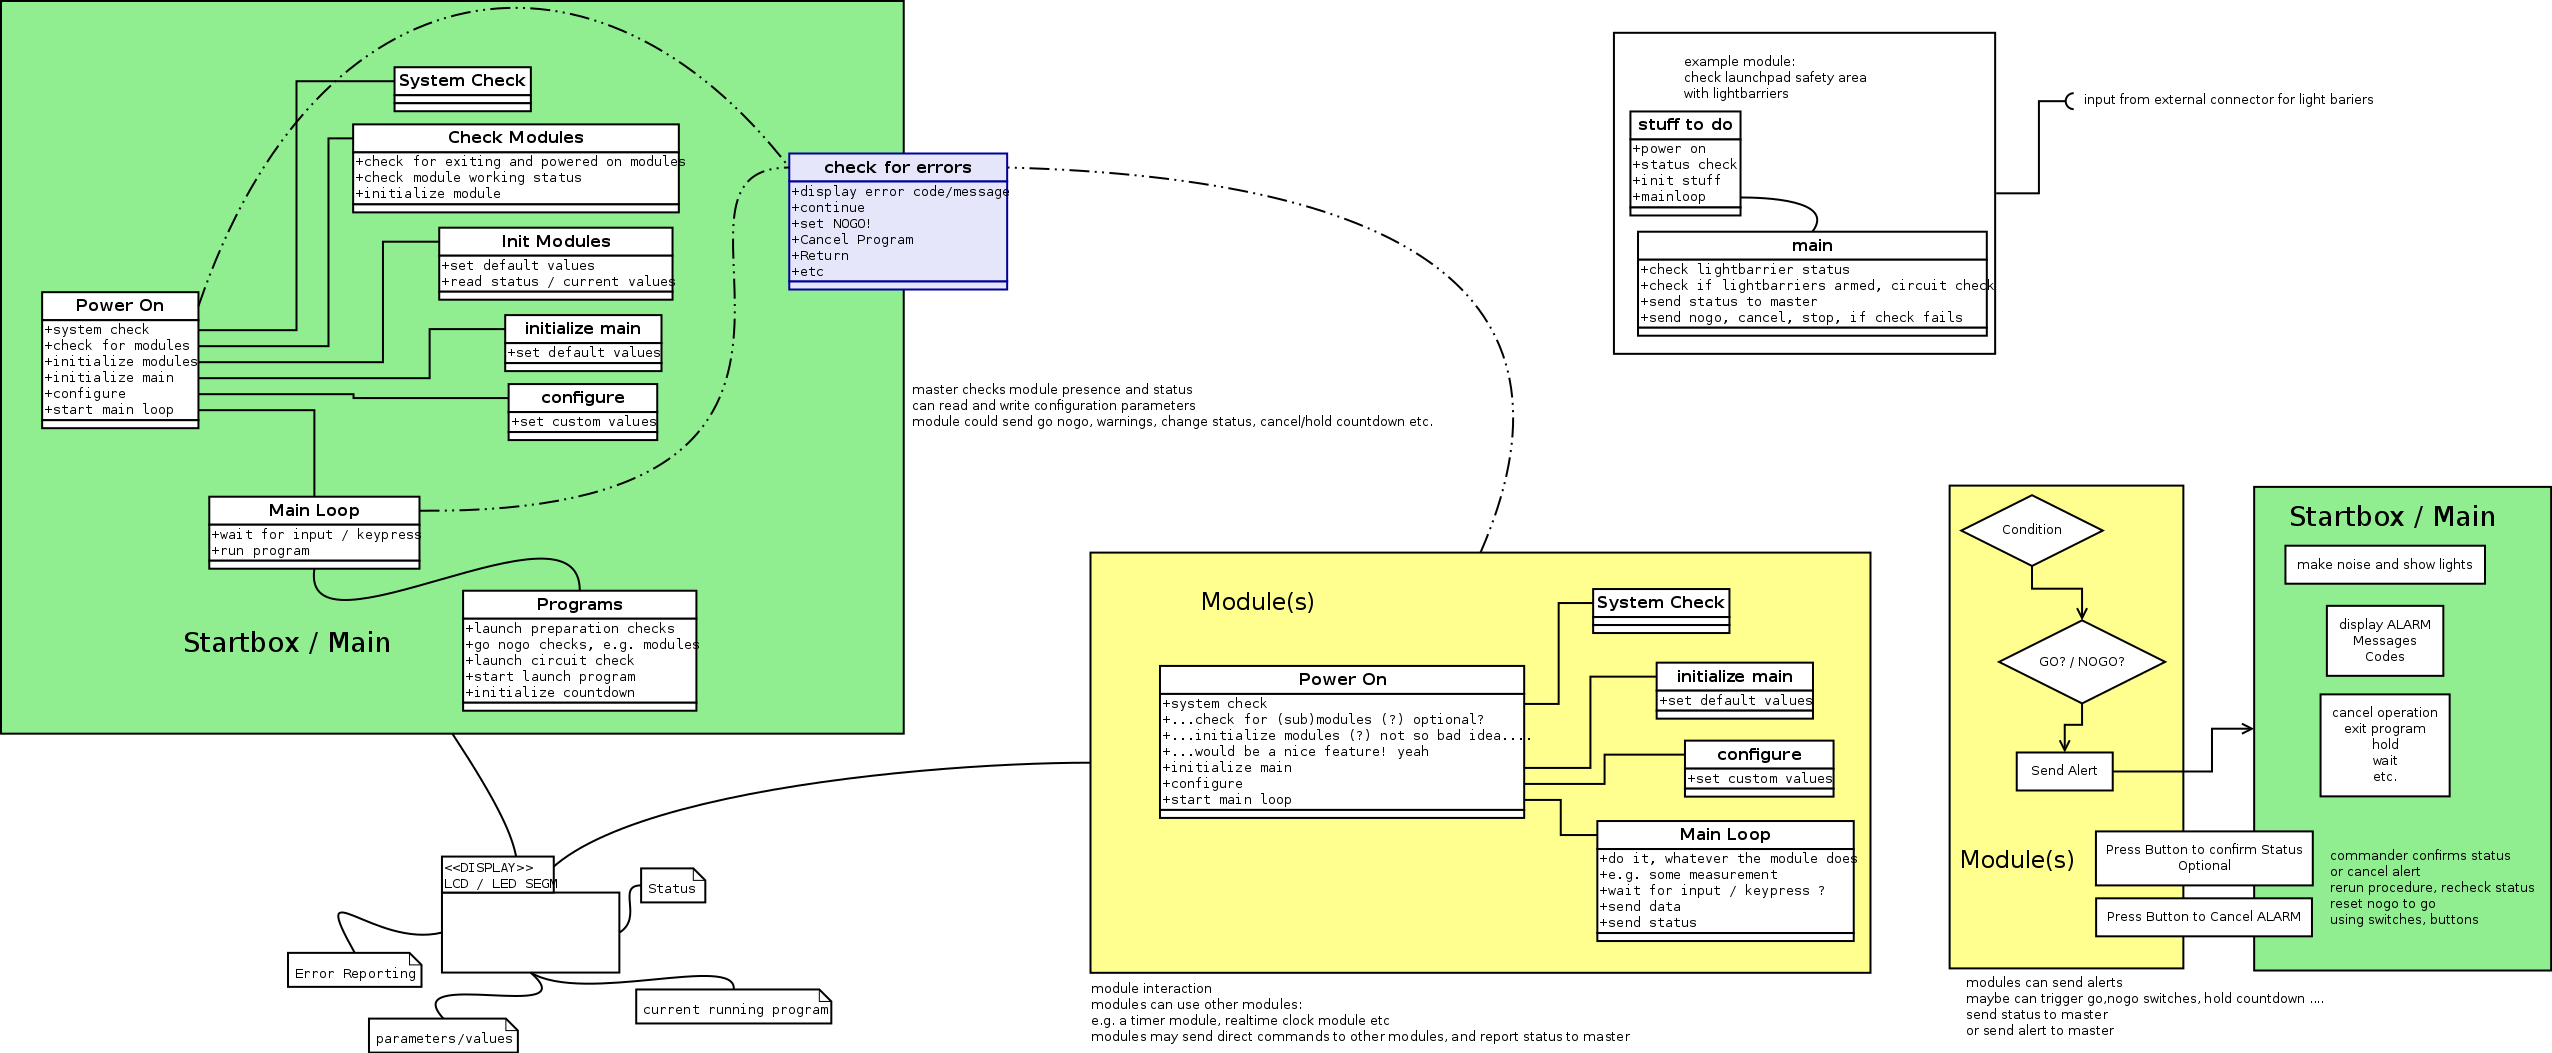 System Check
Check Modules
+check for exiting and powered on modules
+check module working status
+initialize module
Init Modules
+set default values
+read status / current values
Power On
+system check
+check for modules
+initialize modules
+initialize main
+configure
+start main loop
initialize main
+set default values
configure
+set custom values
Main Loop
+wait for input / keypress
+run program
Programs
+launch preparation checks
+go nogo checks, e.g. modules
+launch circuit check
+start launch program
+initialize countdown
Startbox / Main
check for errors
+display error code/message
+continue
+set NOGO!
+Cancel Program
+Return
+etc
master checks module presence and status
can read and write configuration parameters
module could send go nogo, warnings, change status, cancel/hold countdown etc.
example module:
check launchpad safety area
with lightbarriers
stuff to do
+power on
+status check
+init stuff
+mainloop
main
+check lightbarrier status
+check if lightbarriers armed, circuit check
+send status to master
+send nogo, cancel, stop, if check fails
input from external connector for light bariers
<<DISPLAY>>
LCD / LED SEGM
Status
Error Reporting
current running program
parameters/values
Module(s)
System Check
Power On
+system check
+...check for (sub)modules (?) optional?
+...initialize modules (?) not so bad idea....
+...would be a nice feature! yeah
+initialize main
+configure
+start main loop
initialize main
+set default values
configure
+set custom values
Main Loop
+do it, whatever the module does
+e.g. some measurement
+wait for input / keypress ?
+send data
+send status
module interaction
modules can use other modules:
e.g. a timer module, realtime clock module etc
modules may send direct commands to other modules, and report status to master
Condition
GO? / NOGO?
Send Alert
Module(s)
Startbox / Main
make noise and show lights
display ALARM
Messages
Codes
cancel operation
exit program
hold
wait
etc.
Press Button to confirm Status
Optional
Press Button to Cancel ALARM
commander confirms status
or cancel alert
rerun procedure, recheck status
reset nogo to go
using switches, buttons
modules can send alerts
maybe can trigger go,nogo switches, hold countdown ....
send status to master
or send alert to master